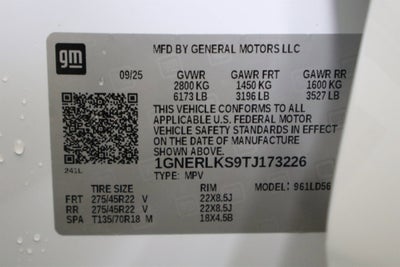 gm
MFD BY GENERAL MOTORS LLC
09/25 GVWR GAWR FRT GAWR RR
2800 KG 1450 KG 1600 KG
6173 LB 3196 LB 3527 LB
THIS VEHICLE CONFORMS TO ALL
APPLICABLE U.S. FEDERAL MOTOR
VEHICLE SAFETY STANDARDS IN EFFECT
ON THE DATE OF MANUFACTURE
SHOWN ABOVE.
1GNERLKS9TJ173226
241L TYPE: MPV
TIRE SIZE RIM MODEL: 961LD56
FRT 275/45R22 V 22X8.5J
RR 275/45R22 V 22X8.5J
SPA T135/70R18 M 18X4.5B